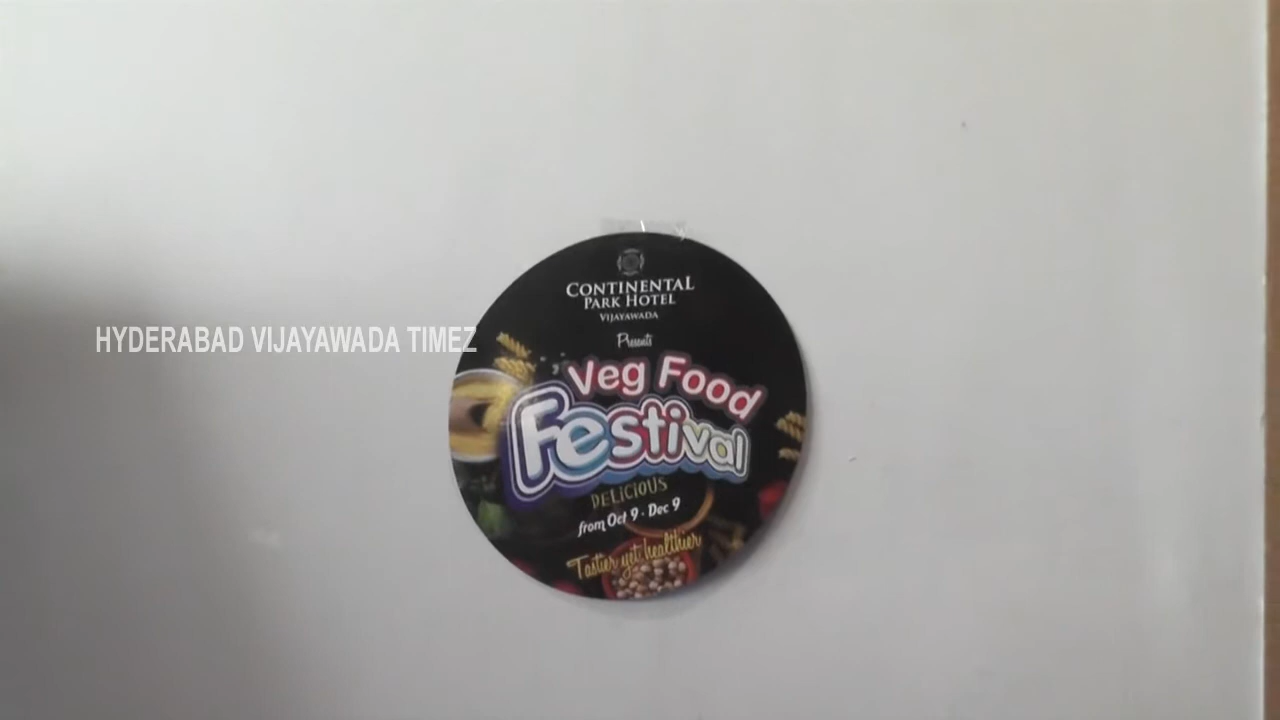 CONTINENTAL
PARK HOTEL
VIJAYAWADA
Presents
HYDERABAD VIJAYAWADA TIMEZ
Veg Food
Festival
DELICIOUS
from Oct 9 - Dec 9
Tastier yet healthier